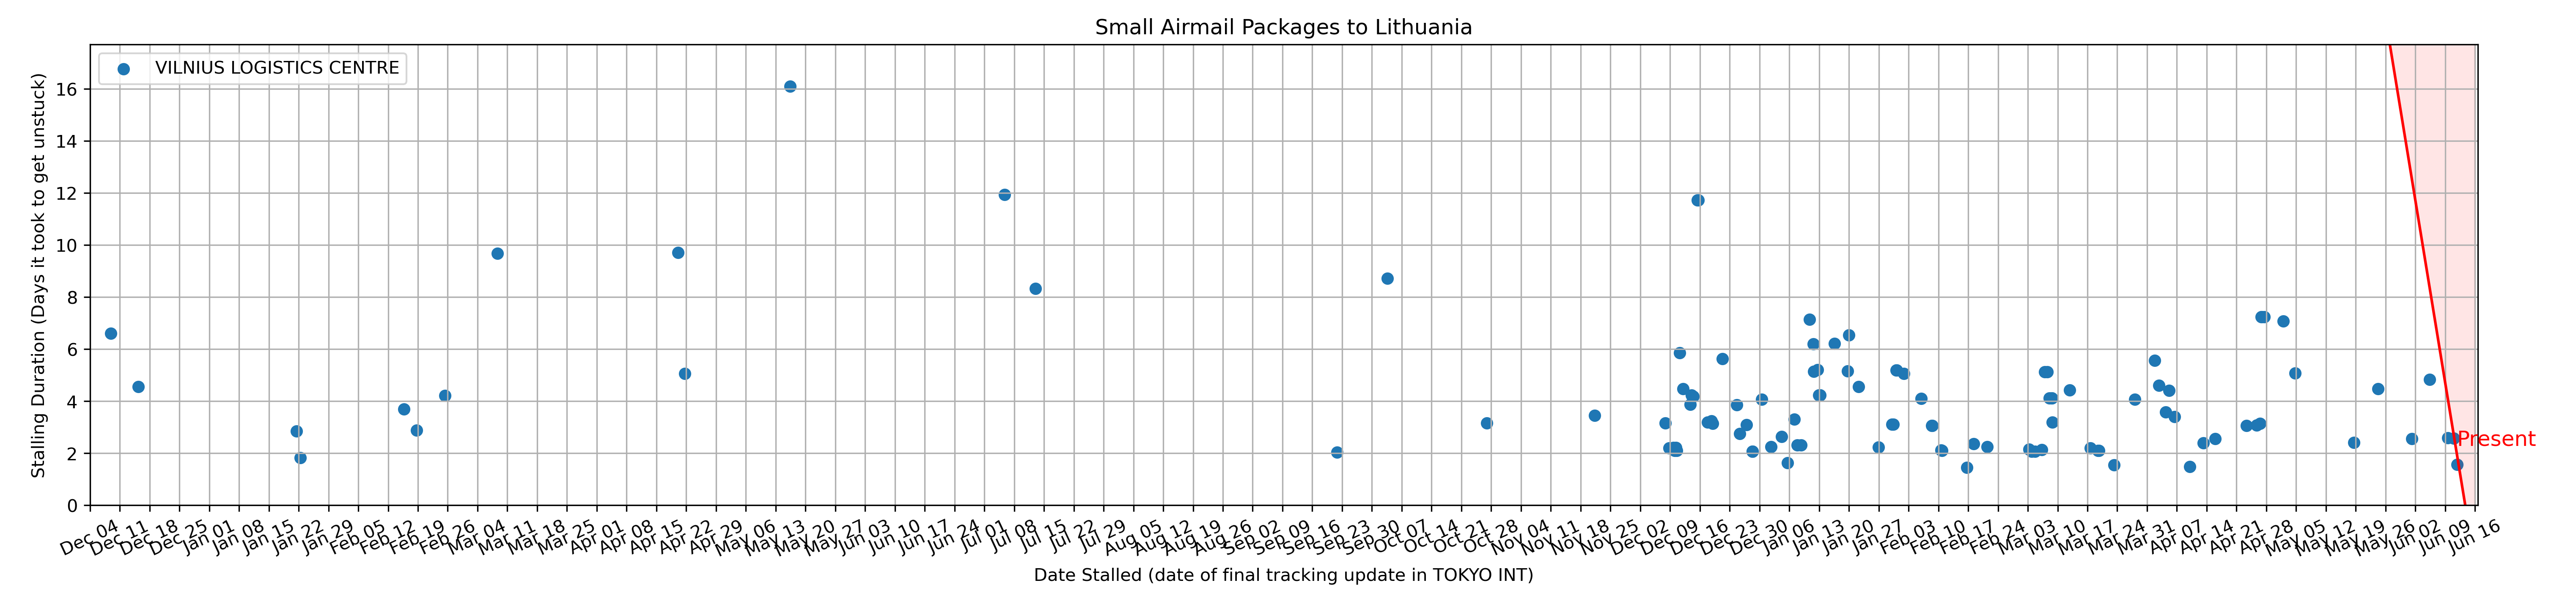 Small Airmail Packages to Lithuania
VILNIUS LOGISTICS CENTRE
Stalling Duration (Days it took to get unstuck)
16
14
12
10
8
6
4
2
0
Present
Dec 04
Dec 11
Dec 18
Dec 25
Jan 01
Jan 08
Jan 15
Jan 22
Jan 29
Feb 05
Feb 12
Feb 19
Feb 26
Mar 04
Mar 11
Mar 18
Mar 25
Apr 01
Apr 08
Apr 15
Apr 22
Apr 29
May 06
May 13
May 20
May 27
Jun 03
Jun 10
Jun 17
Jun 24
Jul 01
Jul 08
Jul 15
Jul 22
Jul 29
Aug 05
Aug 12
Aug 19
Aug 26
Sep 02
Sep 09
Sep 16
Sep 23
Sep 30
Oct 07
Oct 14
Oct 21
Oct 28
Nov 04
Nov 11
Nov 18
Nov 25
Dec 02
Dec 09
Dec 16
Dec 23
Dec 30
Jan 06
Jan 13
Jan 20
Jan 27
Feb 03
Feb 10
Feb 17
Feb 24
Mar 03
Mar 10
Mar 17
Mar 24
Mar 31
Apr 07
Apr 14
Apr 21
Apr 28
May 05
May 12
May 19
May 26
Jun 02
Jun 09
Jun 16
Date Stalled (date of final tracking update in TOKYO INT)